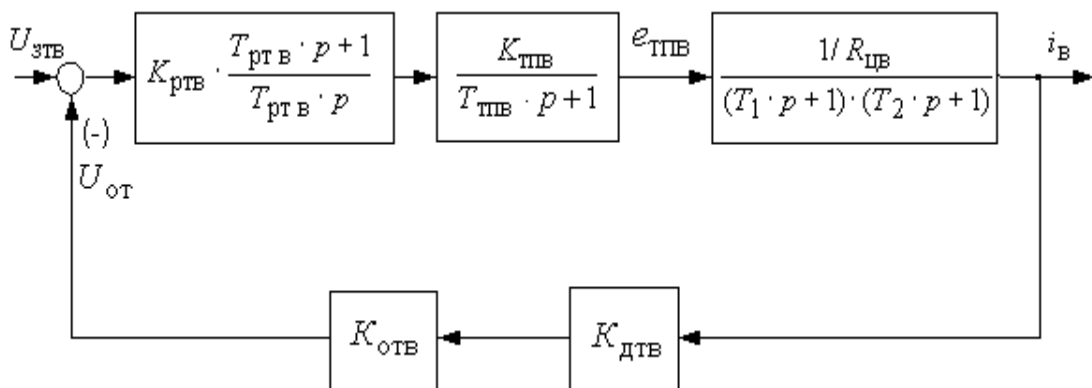 U_зтв
K_ртв · (T_рт в · p + 1) / (T_рт в · p)
K_тпв / (T_тпв · p + 1)
e_ТПВ
1/ R_цв / ((T_1 · p + 1) · (T_2 · p + 1))
i_в
(-)
U_от
K_отв
K_дтв